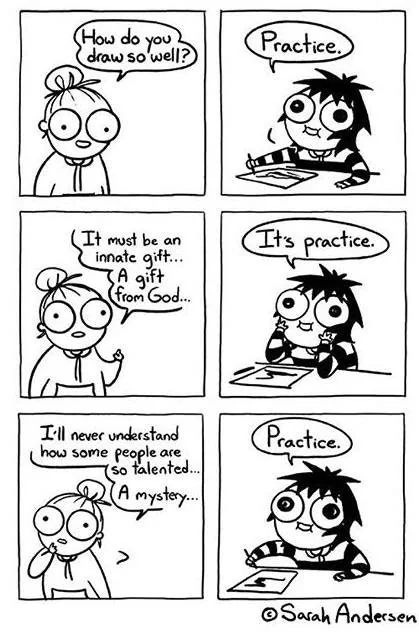 How do you
draw so well?
Practice.
It must be an
innate gift...
A gift
from God...
It's practice.
I'll never understand
how some people are
so talented...
A mystery...
Practice.
© Sarah Andersen